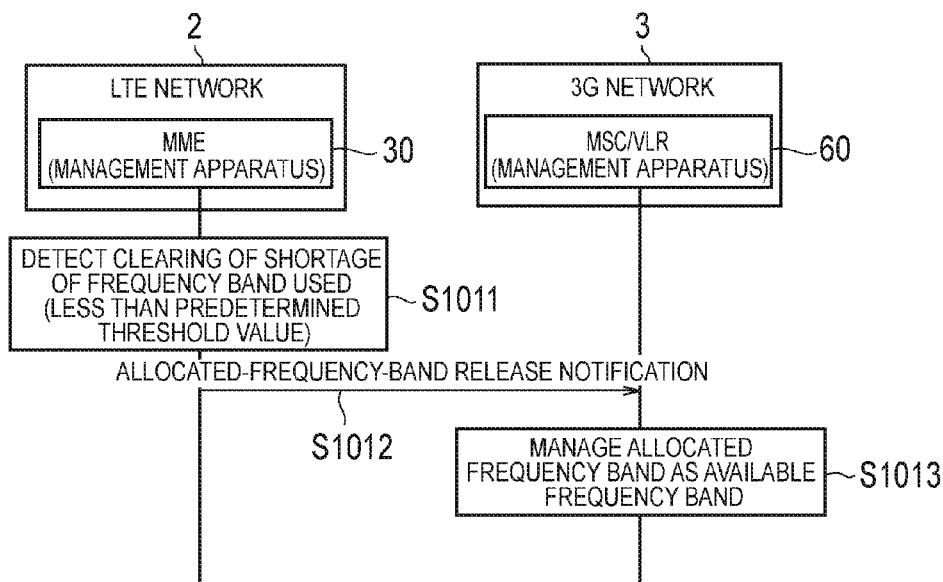 2
3
LTE NETWORK
3G NETWORK
MME
(MANAGEMENT APPARATUS)
30
MSC/VLR
(MANAGEMENT APPARATUS)
60
DETECT CLEARING OF SHORTAGE
OF FREQUENCY BAND USED
(LESS THAN PREDETERMINED
THRESHOLD VALUE)
S1011
ALLOCATED-FREQUENCY-BAND RELEASE NOTIFICATION
S1012
MANAGE ALLOCATED
FREQUENCY BAND AS AVAILABLE
FREQUENCY BAND
S1013